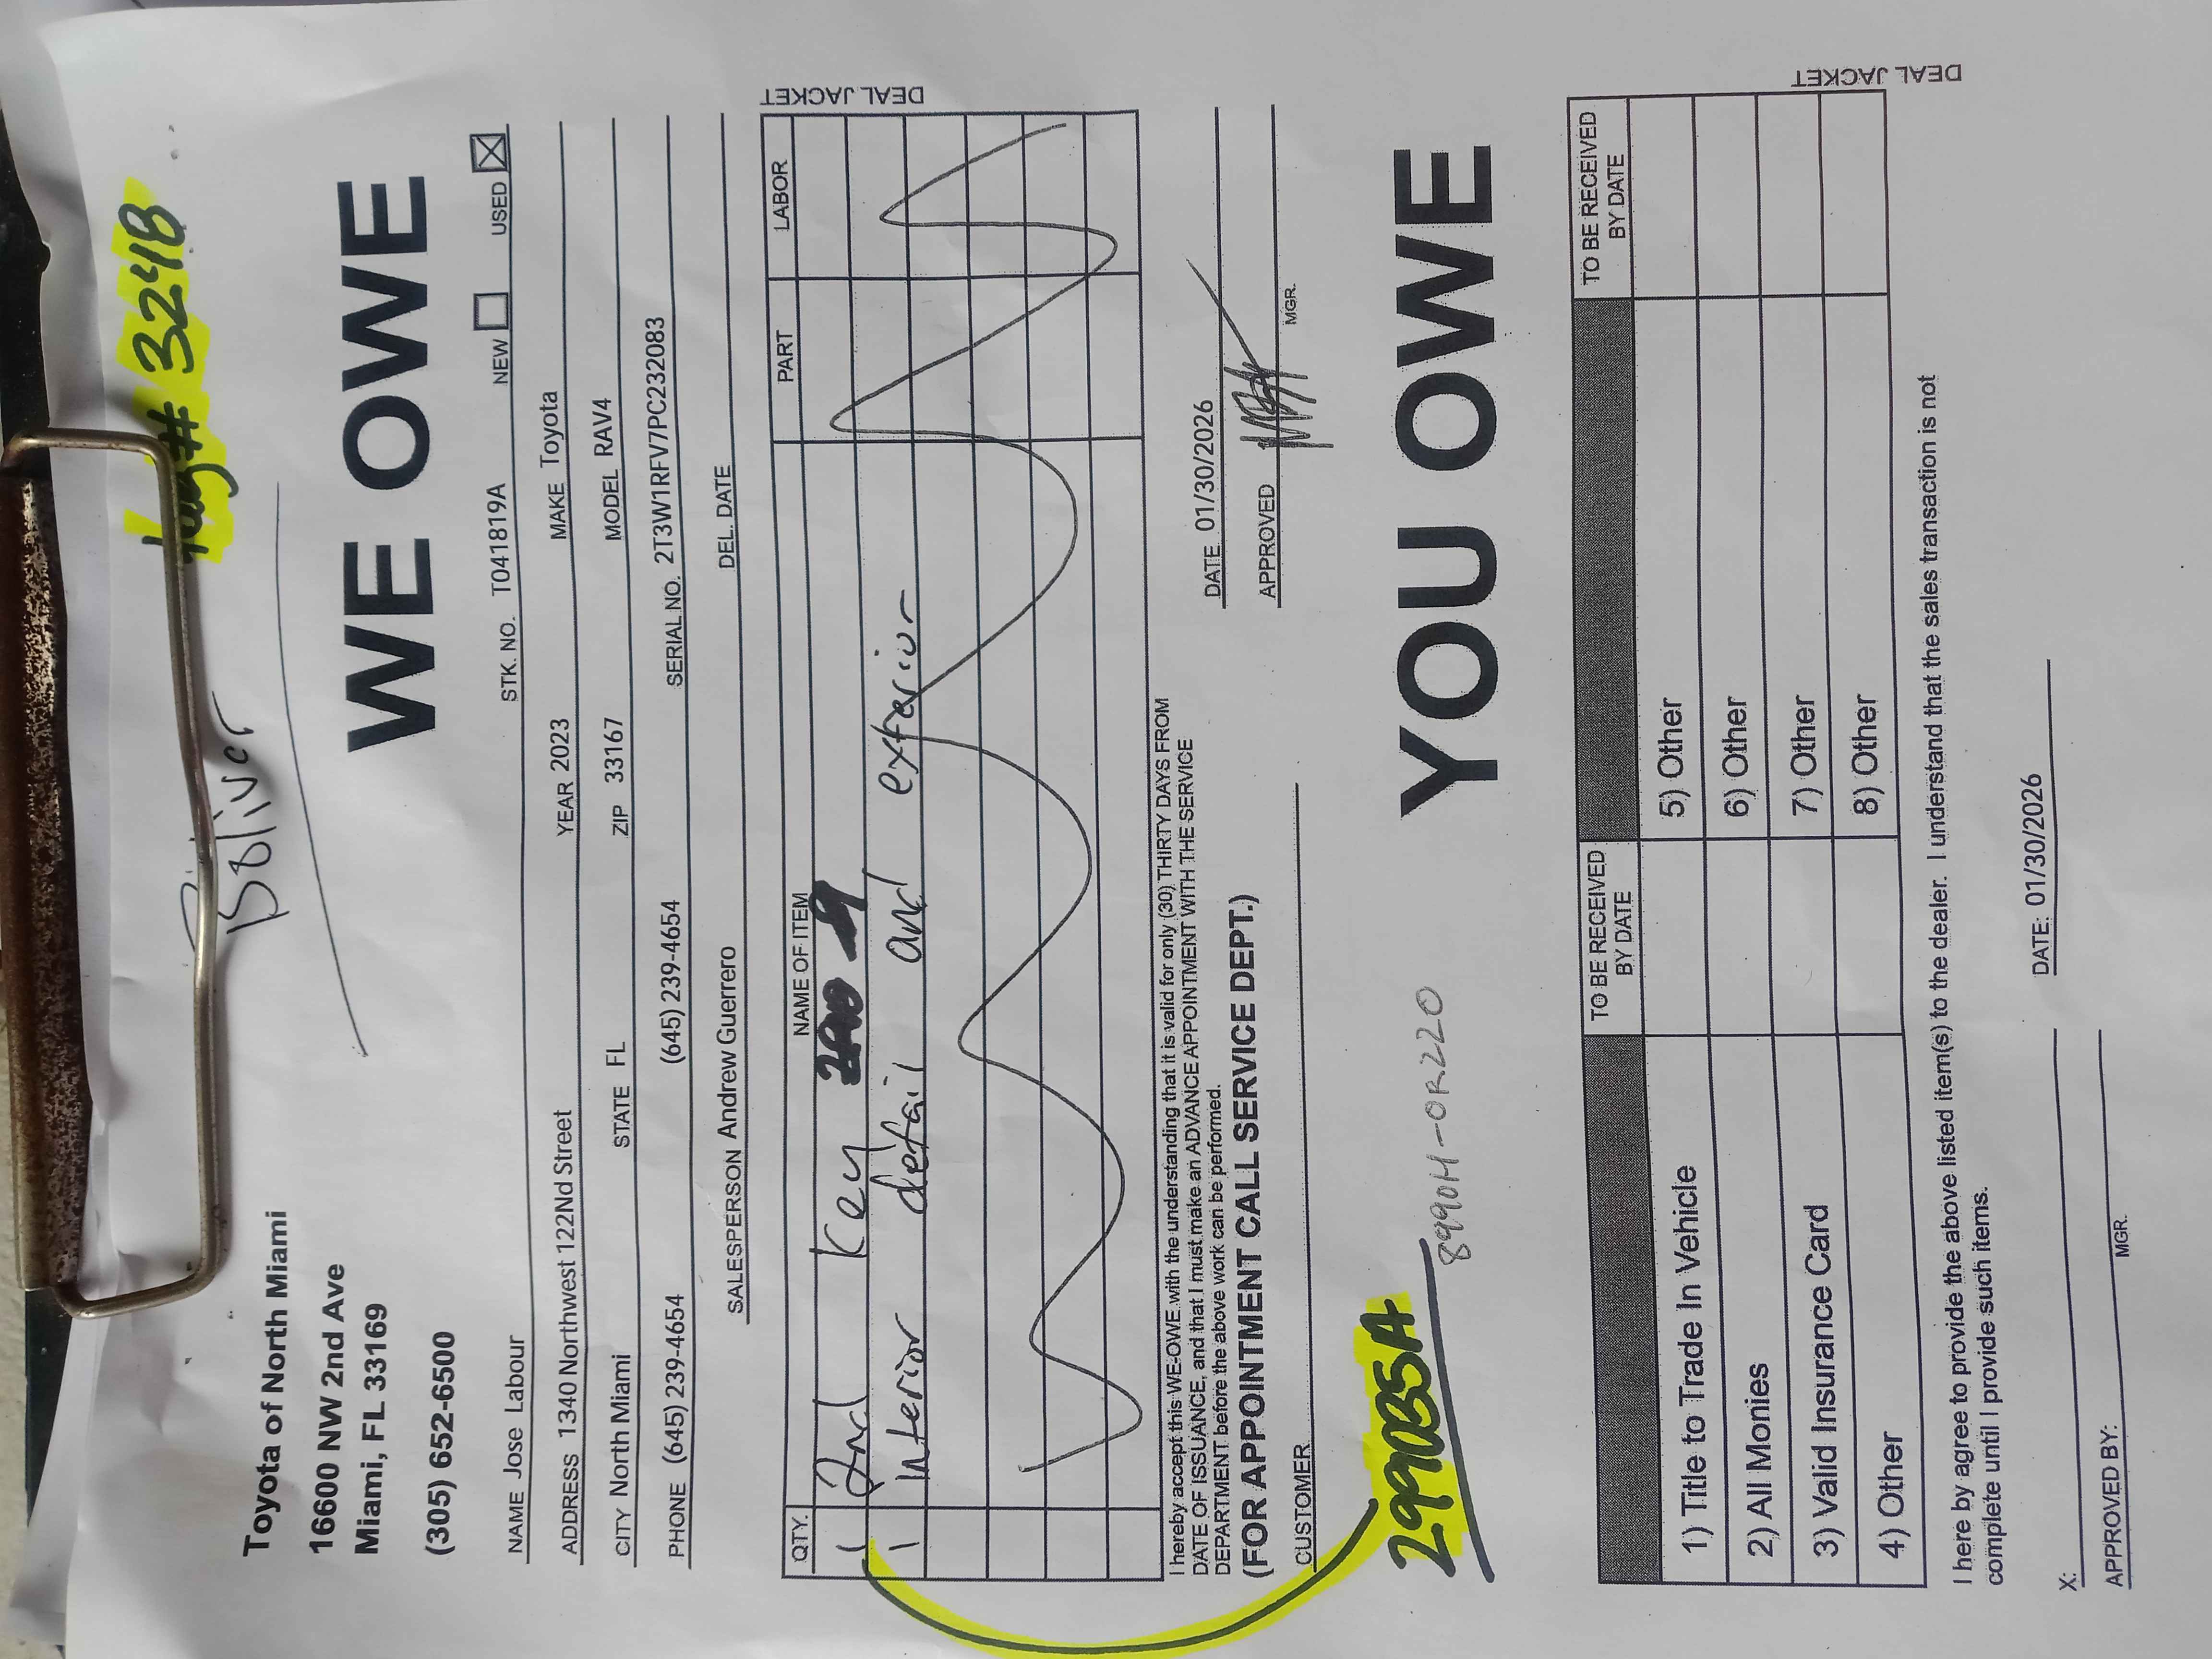 tag# 324B
Boliver
Toyota of North Miami
16600 NW 2nd Ave
Miami, FL 33169
(305) 652-6500
WE OWE
STK. NO. T041819A NEW USED
NAME Jose Labour
YEAR 2023 MAKE Toyota
ADDRESS 1340 Northwest 122Nd Street
CITY North Miami STATE FL ZIP 33167 MODEL RAV4
PHONE (645) 239-4654 (645) 239-4654 SERIAL NO. 2T3W1RFV7PC232083
SALESPERSON Andrew Guerrero DEL. DATE
QTY. NAME OF ITEM PART LABOR
1 2nd Key
1 interior detail and exterior
DEAL JACKET
I hereby accept this WE-OWE with the understanding that it is valid for only (30) THIRTY DAYS FROM
DATE OF ISSUANCE, and that I must make an ADVANCE APPOINTMENT WITH THE SERVICE
DEPARTMENT before the above work can be performed.
(FOR APPOINTMENT CALL SERVICE DEPT.)
DATE 01/30/2026
CUSTOMER APPROVED
MGR.
29903SA
8990H-0R220
YOU OWE
TO BE RECEIVED BY DATE TO BE RECEIVED BY DATE
1) Title to Trade In Vehicle 5) Other
2) All Monies 6) Other
3) Valid Insurance Card 7) Other
4) Other 8) Other
DEAL JACKET
I here by agree to provide the above listed item(s) to the dealer. I understand that the sales transaction is not
complete until I provide such items.
X: DATE: 01/30/2026
APPROVED BY:
MGR.